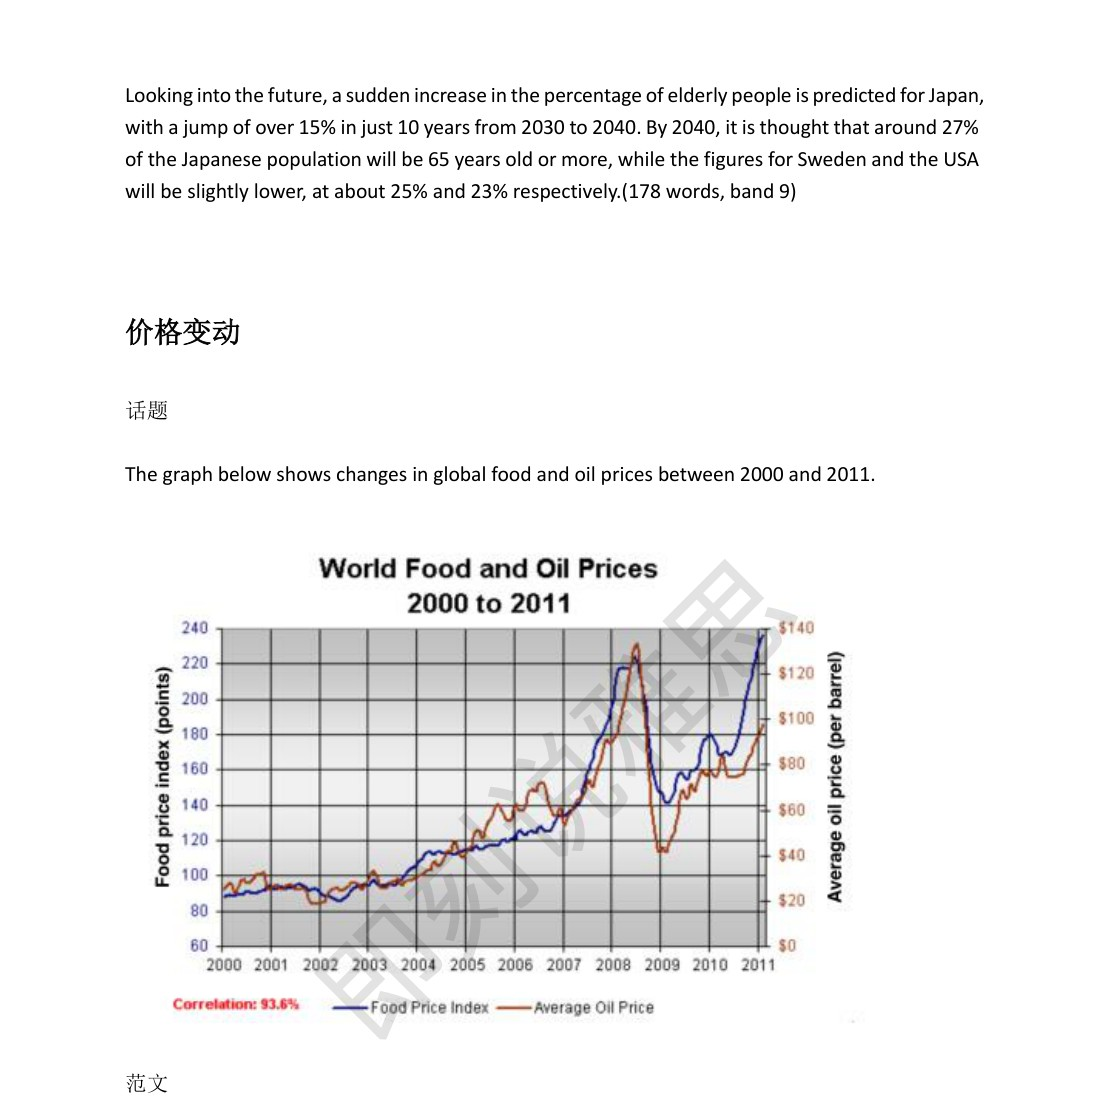 Looking into the future, a sudden increase in the percentage of elderly people is predicted for Japan,
with a jump of over 15% in just 10 years from 2030 to 2040. By 2040, it is thought that around 27%
of the Japanese population will be 65 years old or more, while the figures for Sweden and the USA
will be slightly lower, at about 25% and 23% respectively.(178 words, band 9)
价格变动
话题
The graph below shows changes in global food and oil prices between 2000 and 2011.
World Food and Oil Prices
2000 to 2011
Food price index (points)
240
220
200
180
160
140
120
100
80
60
$140
$120
$100
$80
$60
$40
$20
$0
Average oil price (per barrel)
2000 2001 2002 2003 2004 2005 2006 2007 2008 2009 2010 2011
Correlation: 93.6% Food Price Index Average Oil Price
即刻说雅思
范文